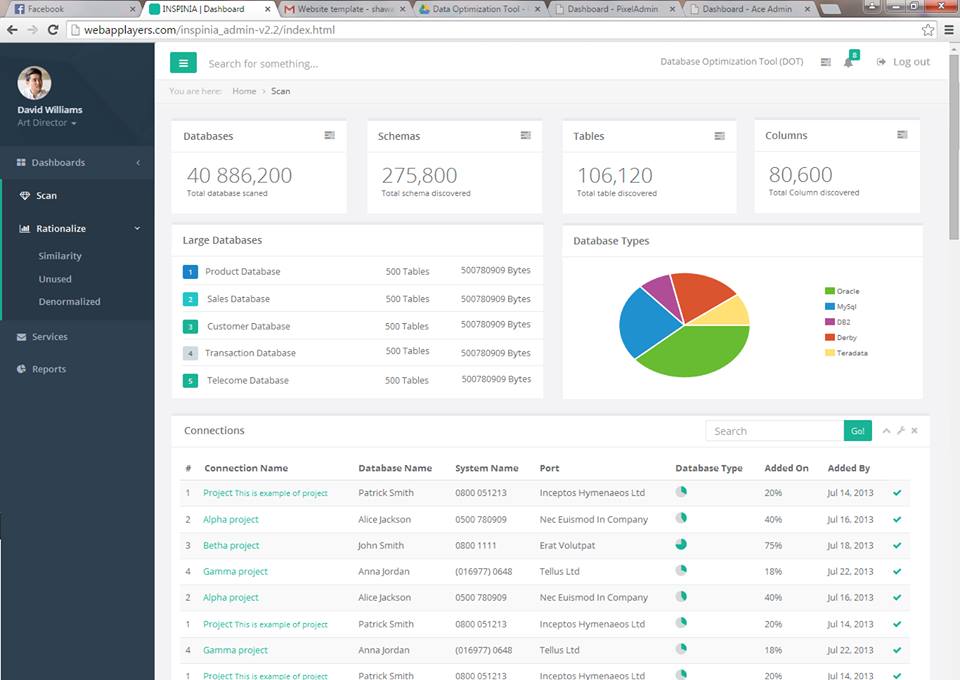 Facebook
INSPINIA | Dashboard
Website template - shawa
Data Optimization Tool -
Dashboard - PixelAdmin
Dashboard - Ace Admin
webapplayers.com/inspinia_admin-v2.2/index.html
David Williams
Art Director
Search for something...
Database Optimization Tool (DOT)
8
Log out
You are here: Home > Scan
Dashboards
Scan
Rationalize
Similarity
Unused
Denormalized
Services
Reports
Databases
40 886,200
Total database scaned
Schemas
275,800
Total schema discovered
Tables
106,120
Total table discovered
Columns
80,600
Total Column discovered
Large Databases
1 Product Database 500 Tables 500780909 Bytes
2 Sales Database 500 Tables 500780909 Bytes
3 Customer Database 500 Tables 500780909 Bytes
4 Transaction Database 500 Tables 500780909 Bytes
5 Telecome Database 500 Tables 500780909 Bytes
Database Types
Oracle
MySql
DB2
Derby
Teradata
Connections
Search
Go!
# Connection Name Database Name System Name Port Database Type Added On Added By
1 Project This is example of project Patrick Smith 0800 051213 Inceptos Hymenaeos Ltd 20% Jul 14, 2013
2 Alpha project Alice Jackson 0500 780909 Nec Euismod In Company 40% Jul 16, 2013
3 Betha project John Smith 0800 1111 Erat Volutpat 75% Jul 18, 2013
4 Gamma project Anna Jordan (016977) 0648 Tellus Ltd 18% Jul 22, 2013
2 Alpha project Alice Jackson 0500 780909 Nec Euismod In Company 40% Jul 16, 2013
1 Project This is example of project Patrick Smith 0800 051213 Inceptos Hymenaeos Ltd 20% Jul 14, 2013
4 Gamma project Anna Jordan (016977) 0648 Tellus Ltd 18% Jul 22, 2013
1 Project This is example of project Patrick Smith 0800 051213 Inceptos Hymenaeos Ltd 20% Jul 14, 2013